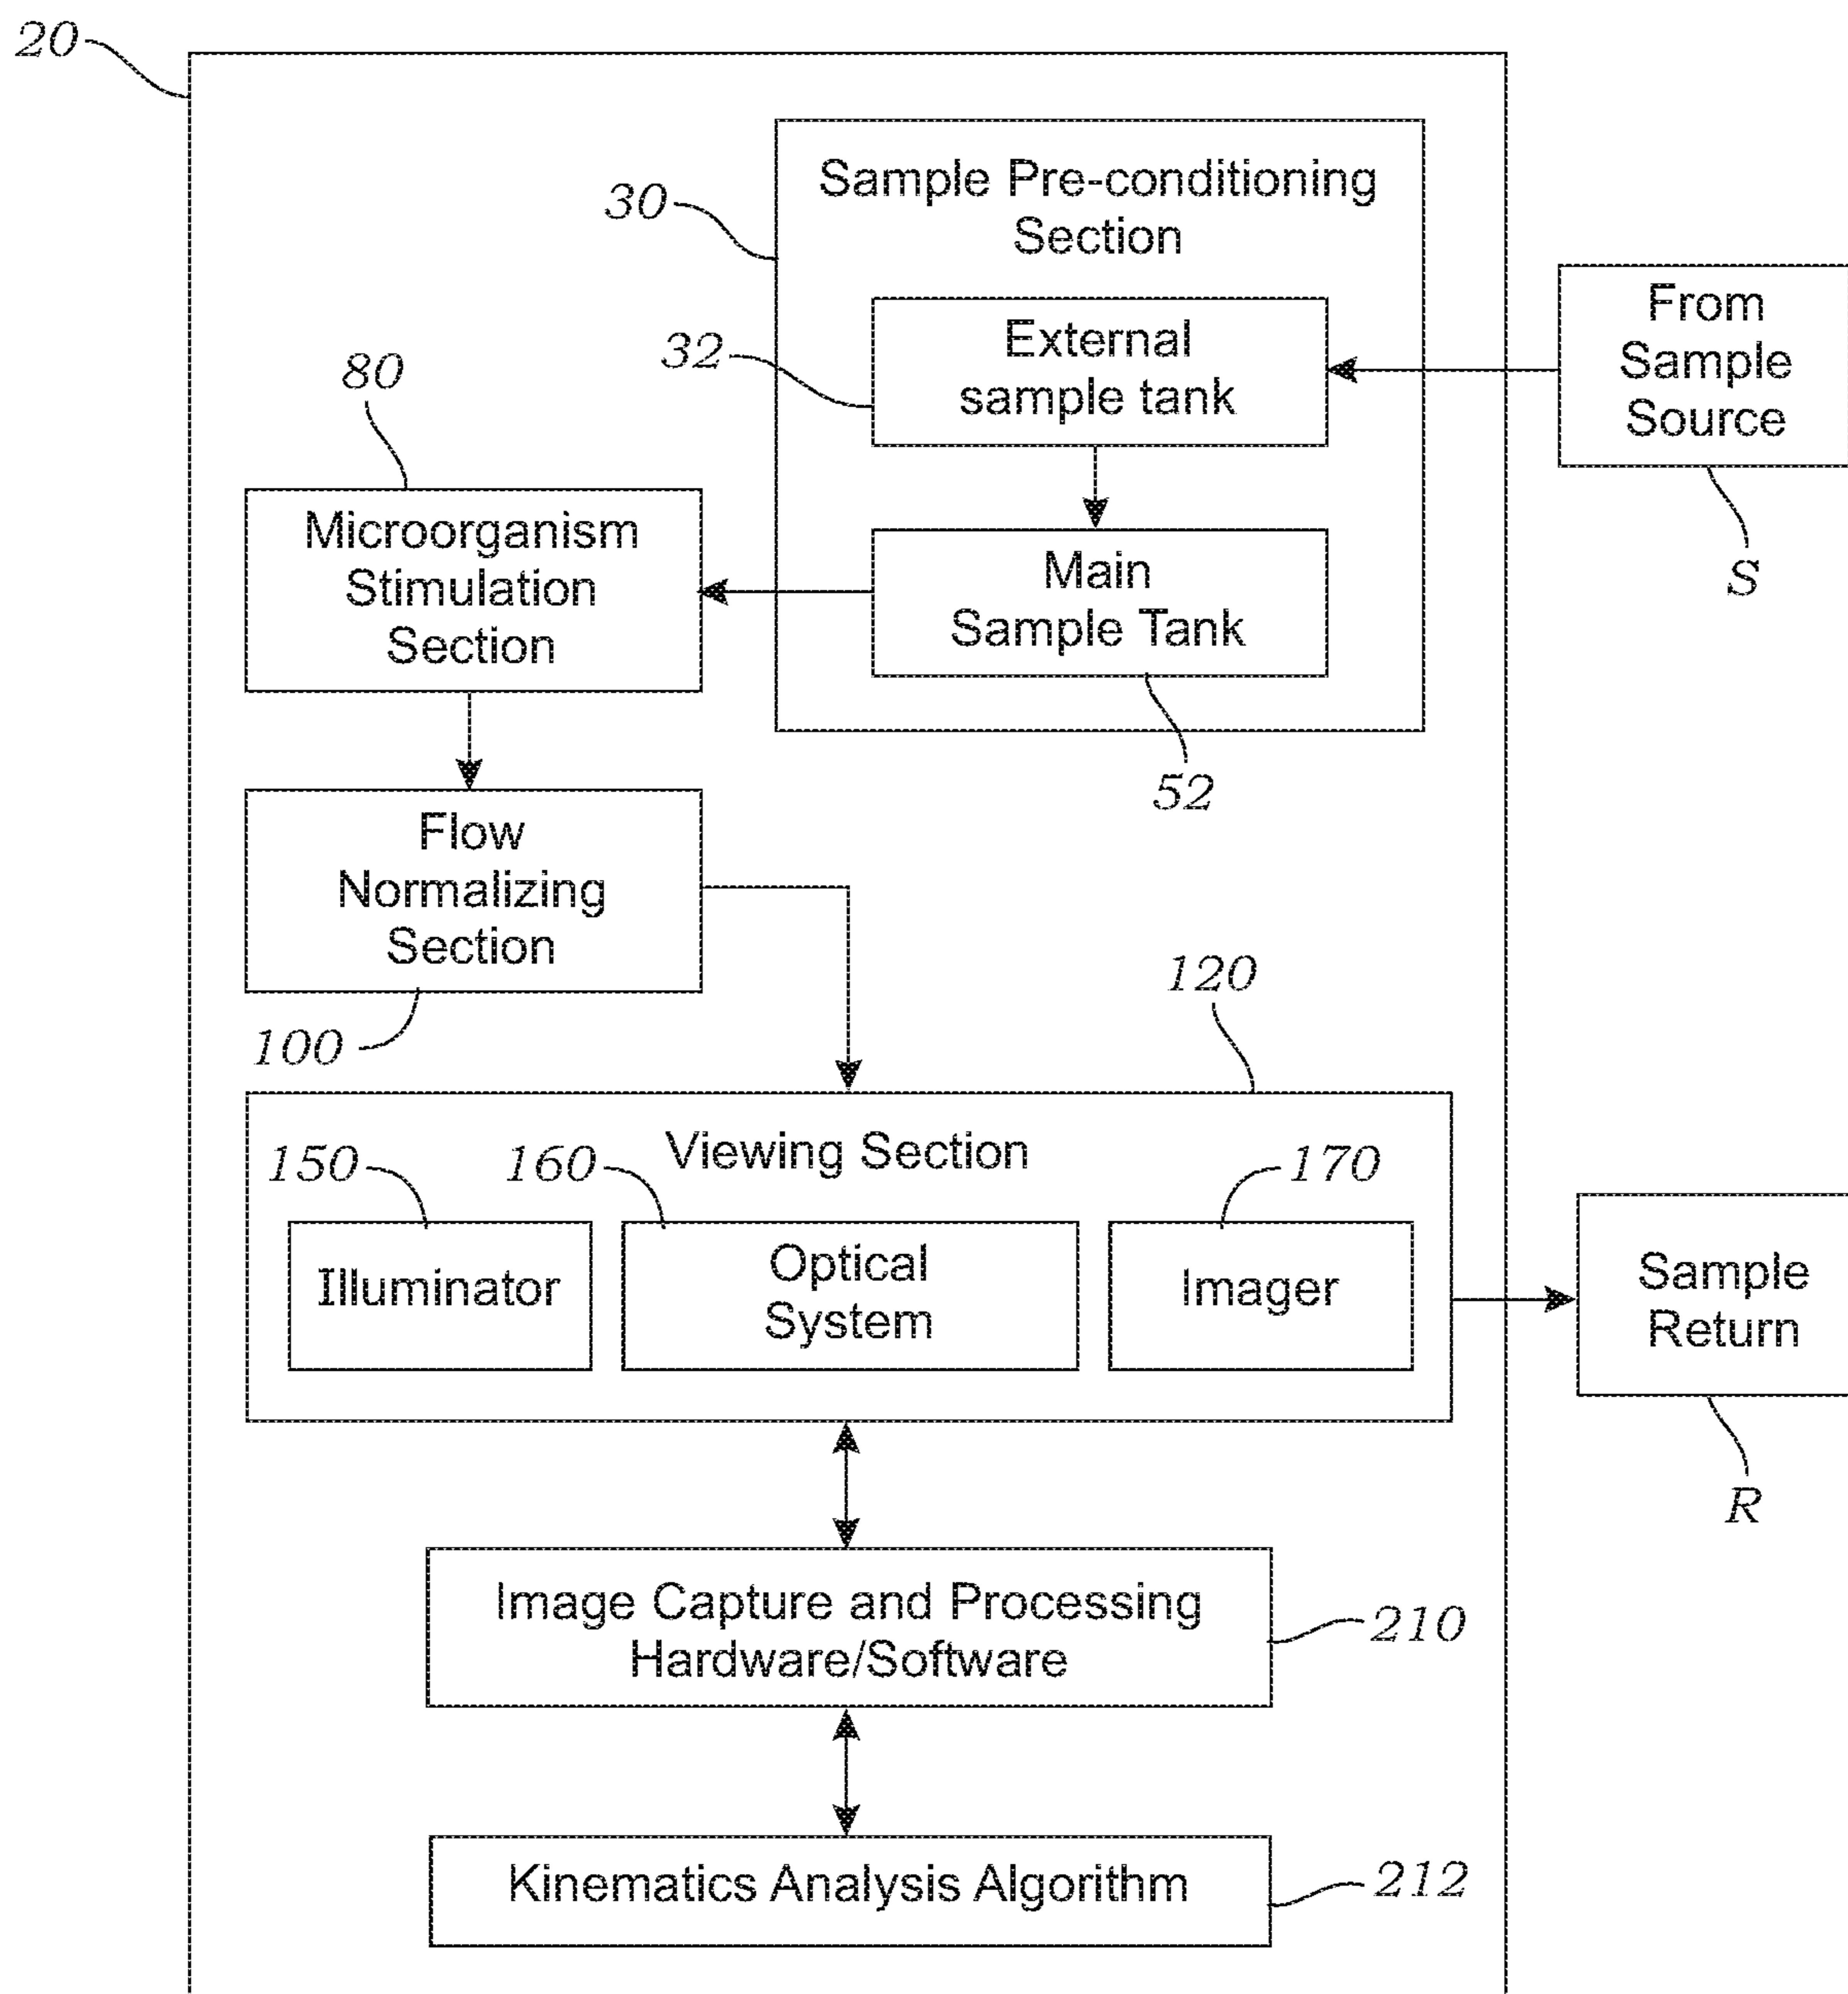 20
30
Sample Pre-conditioning
Section
32
External
sample tank
From
Sample
Source
S
80
Microorganism
Stimulation
Section
Main
Sample Tank
52
Flow
Normalizing
Section
100
120
Viewing Section
150
160
170
Illuminator
Optical
System
Imager
Sample
Return
R
Image Capture and Processing
Hardware/Software
210
Kinematics Analysis Algorithm
212